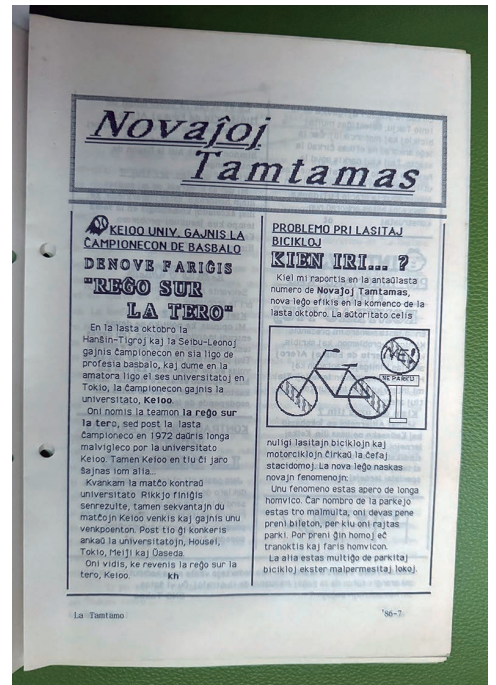 Novaĵoj
Tamtamas
KEIOO UNIV. GAJNIS LA
ĈAMPIONECON DE BASBALO
DENOVE FARIĜIS
"REĜO SUR
LA TERO"
En la lasta oktobro la
Hanŝin-Tigroj kaj la Seibu-Leonoj
gajnis ĉampionecon en sia ligo de
profesia basbalo, kaj dume en la
amatora ligo el ses universitatoj en
Tokio, la ĉampionecon gajnis la
universitato, Keioo.
Oni nomis la teamon la reĝo sur
la tero, sed post la lasta
ĉampioneco en 1972 daŭris longa
malvigleco por la universitato
Keioo. Tamen Keioo en tiu ĉi jaro
ŝajnas iom alia...
Kvankam la matĉo kontraŭ
universitato Rikkjo finiĝis
senrezulte, tamen sekvantajn du
matĉojn Keioo venkis kaj gajnis unu
venkpoenton. Post tio ĝi konkeris
ankaŭ la universitatojn, Housei,
Tokio, Meiĵi kaj Ŭaseda.
Oni vidis, ke revenis la reĝo sur la
tero, Keioo. kh
PROBLEMO PRI LASITAJ
BICIKLOJ
KIEN IRI... ?
Kiel mi raportis en la antaŭlasta
numero de Novaĵoj Tamtamas,
nova leĝo efikis en la komenco de la
lasta oktobro. La aŭtoritato celis
NE!
NE PARKU
nuligi lasitajn biciklojn kaj
motorciklojn ĉirkaŭ la ĉefaj
stacidomoj. La nova leĝo naskas
novajn fenomenojn:
Unu fenomeno estas apero de longa
homvico. Ĉar nombro de la parkejo
estas tro malmulta, oni devas pene
preni bileton, per kiu oni rajtas
parki. Por preni ĝin homoj eĉ
tranoktis kaj faris homvicon.
La alia estas multiĝo de parkitaj
bicikloj ekster malpermesitaj lokoj.
La Tamtamo
'86-7